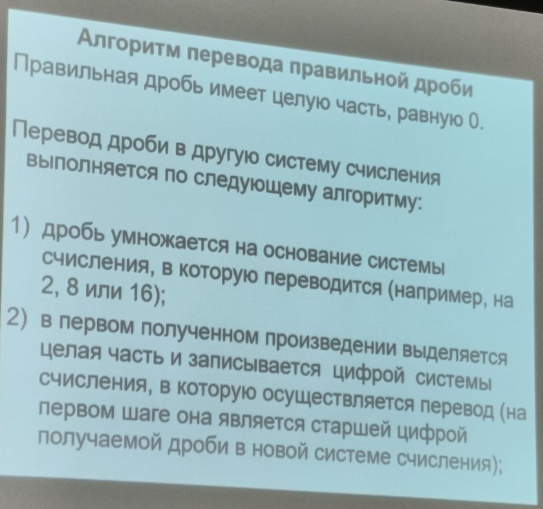 Алгоритм перевода правильной дроби
Правильная дробь имеет целую часть, равную 0.
Перевод дроби в другую систему счисления
выполняется по следующему алгоритму:
1) дробь умножается на основание системы
счисления, в которую переводится (например, на
2, 8 или 16);
2) в первом полученном произведении выделяется
целая часть и записывается цифрой системы
счисления, в которую осуществляется перевод (на
первом шаге она является старшей цифрой
получаемой дроби в новой системе счисления);